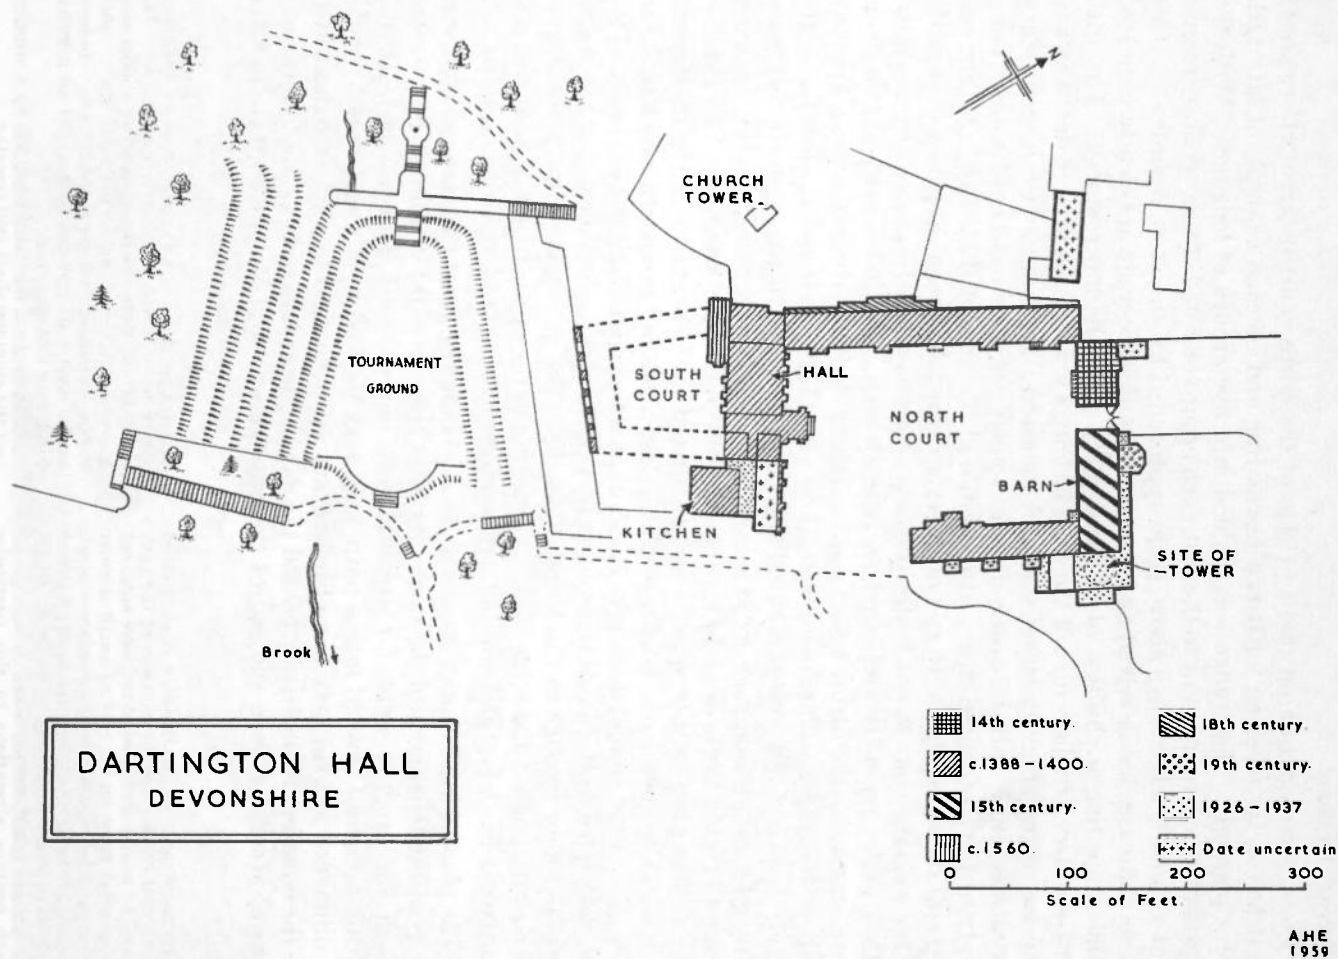 N
CHURCH
TOWER
TOURNAMENT
GROUND
SOUTH
COURT
HALL
NORTH
COURT
BARN
KITCHEN
SITE OF
TOWER
Brook
DARTINGTON HALL
DEVONSHIRE
14th century.
c.1388-1400.
15th century.
c.1560.
18th century.
19th century.
1926-1937
Date uncertain
0 100 200 300
Scale of Feet.
A.H.E
1959